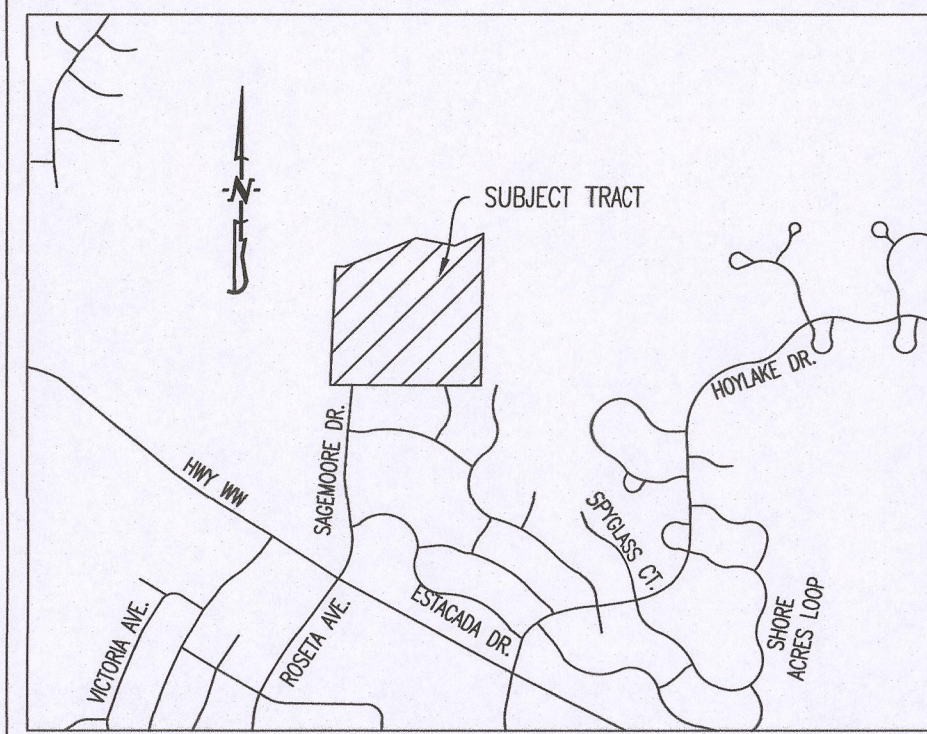 N
SUBJECT TRACT
HOYLAKE DR.
SAGEMOORE DR.
HWY WW
SPYGLASS CT.
ESTACADA DR.
SHORE
ACRES LOOP
VICTORIA AVE.
ROSETA AVE.